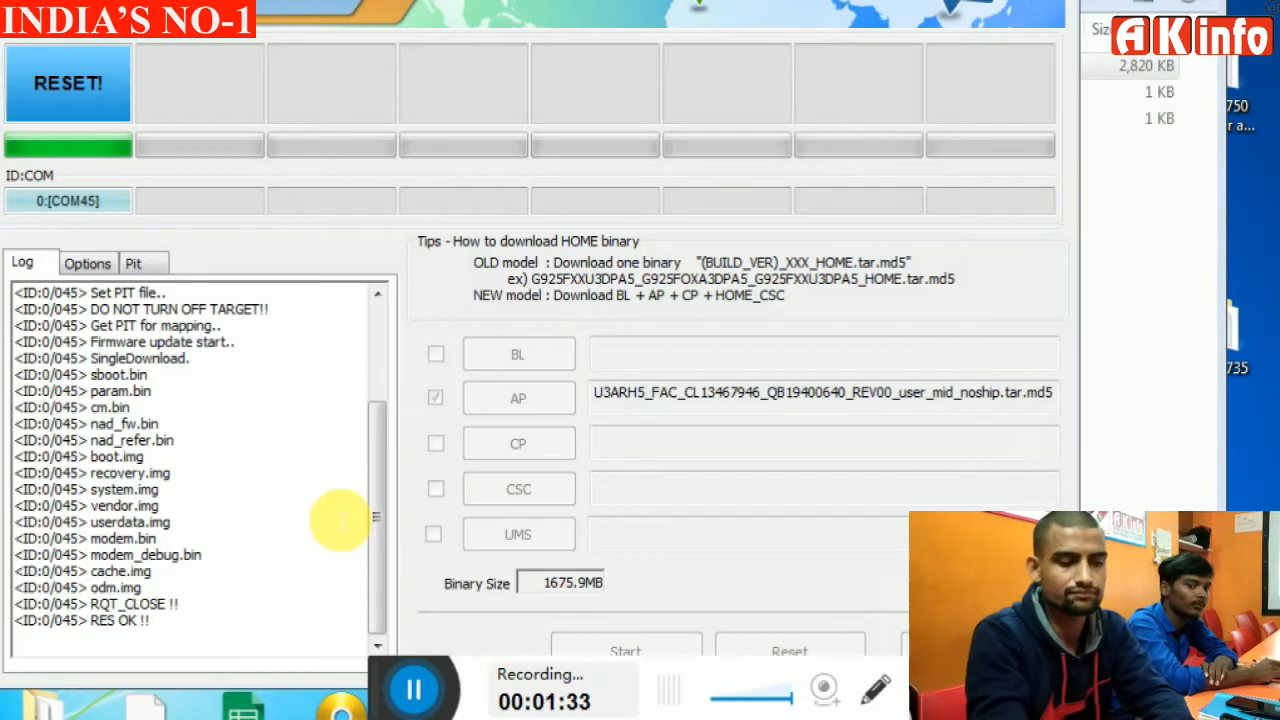 INDIA'S NO-1
AKinfo
RESET!
ID:COM
0:[COM45]
Log
Options
Pit
<ID:0/045> Set PIT file..
<ID:0/045> DO NOT TURN OFF TARGET!!
<ID:0/045> Get PIT for mapping..
<ID:0/045> Firmware update start..
<ID:0/045> SingleDownload.
<ID:0/045> sboot.bin
<ID:0/045> param.bin
<ID:0/045> cm.bin
<ID:0/045> nad_fw.bin
<ID:0/045> nad_refer.bin
<ID:0/045> boot.img
<ID:0/045> recovery.img
<ID:0/045> system.img
<ID:0/045> vendor.img
<ID:0/045> userdata.img
<ID:0/045> modem.bin
<ID:0/045> modem_debug.bin
<ID:0/045> cache.img
<ID:0/045> odm.img
<ID:0/045> RQT_CLOSE !!
<ID:0/045> RES OK !!
Tips - How to download HOME binary
OLD model : Download one binary "(BUILD_VER)_XXX_HOME.tar.md5"
ex) G925FXXU3DPA5_G925FOXA3DPA5_G925FXXU3DPA5_HOME.tar.md5
NEW model : Download BL + AP + CP + HOME_CSC
BL
AP U3ARH5_FAC_CL13467946_QB19400640_REV00_user_mid_noship.tar.md5
CP
CSC
UMS
Binary Size 1675.9MB
Start
Reset
Recording...
00:01:33
2,820 KB
1 KB
1 KB
750
r a...
735